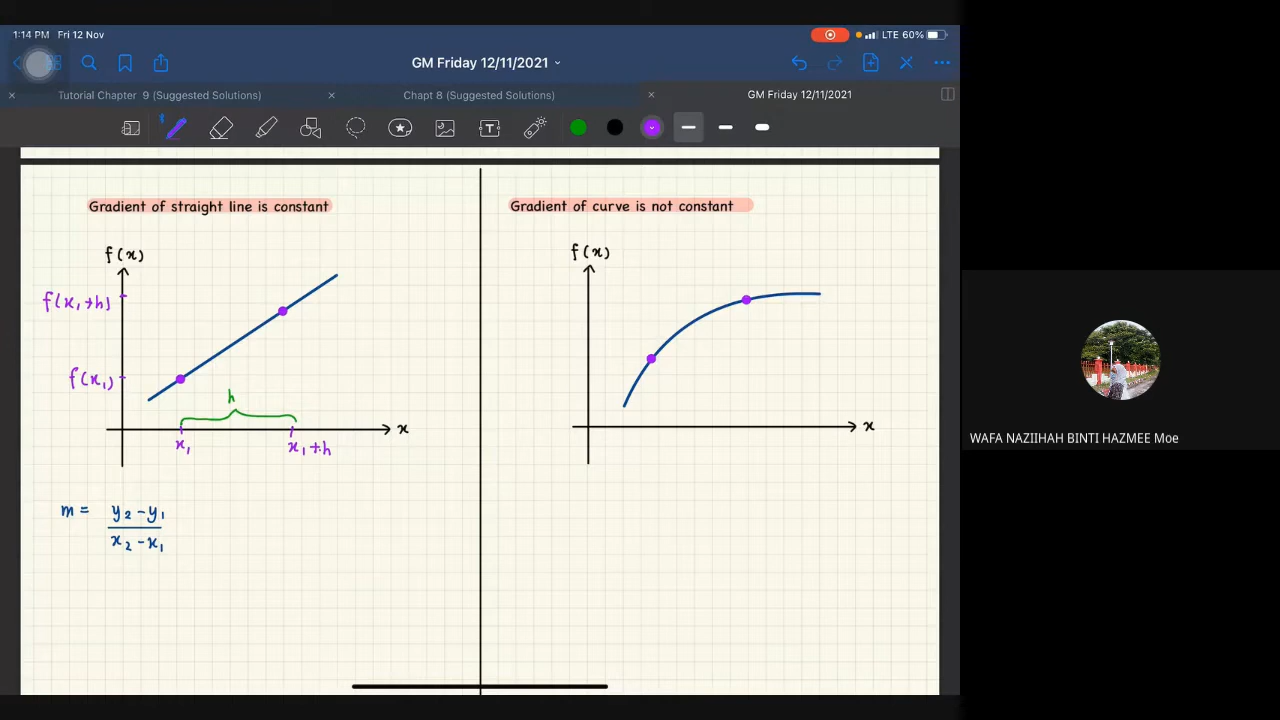 1:14 PM Fri 12 Nov
LTE 60%
GM Friday 12/11/2021
Tutorial Chapter 9 (Suggested Solutions)
Chapt 8 (Suggested Solutions)
GM Friday 12/11/2021
Gradient of straight line is constant
f(x)
f(x₁+h)
f(x₁)
h
x
x₁
x₁+h
m = y₂-y₁
x₂-x₁
Gradient of curve is not constant
f(x)
x
WAFA NAZIIHAH BINTI HAZMEE Moe